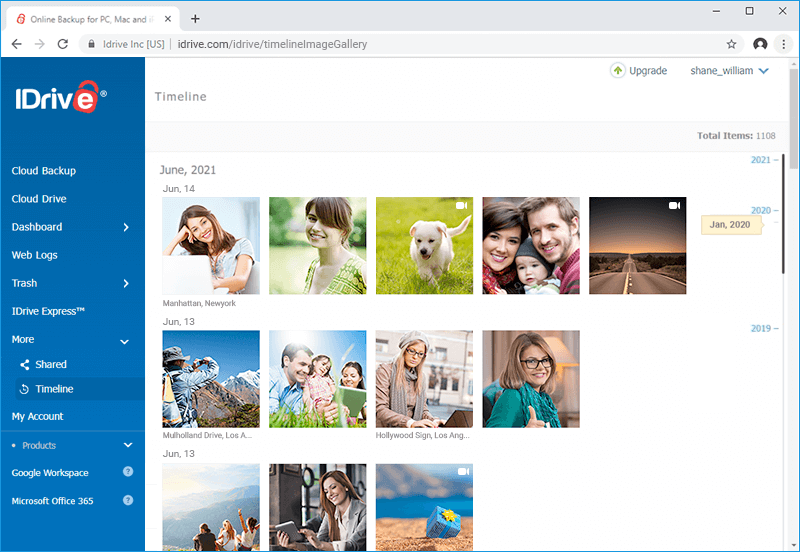 Online Backup for PC, Mac and i
Idrive Inc [US] | idrive.com/idrive/timelineImageGallery
IDrive®
Upgrade
shane_william
Timeline
Total Items: 1108
Cloud Backup
Cloud Drive
Dashboard
Web Logs
Trash
IDrive Express™
More
Shared
Timeline
My Account
Products
Google Workspace
?
Microsoft Office 365
?
June, 2021
Jun, 14
Manhattan, Newyork
Jun, 13
Mulholland Drive, Los A...
Hollywood Sign, Los Ang...
Jun, 13
2021
2020
Jan, 2020
2019